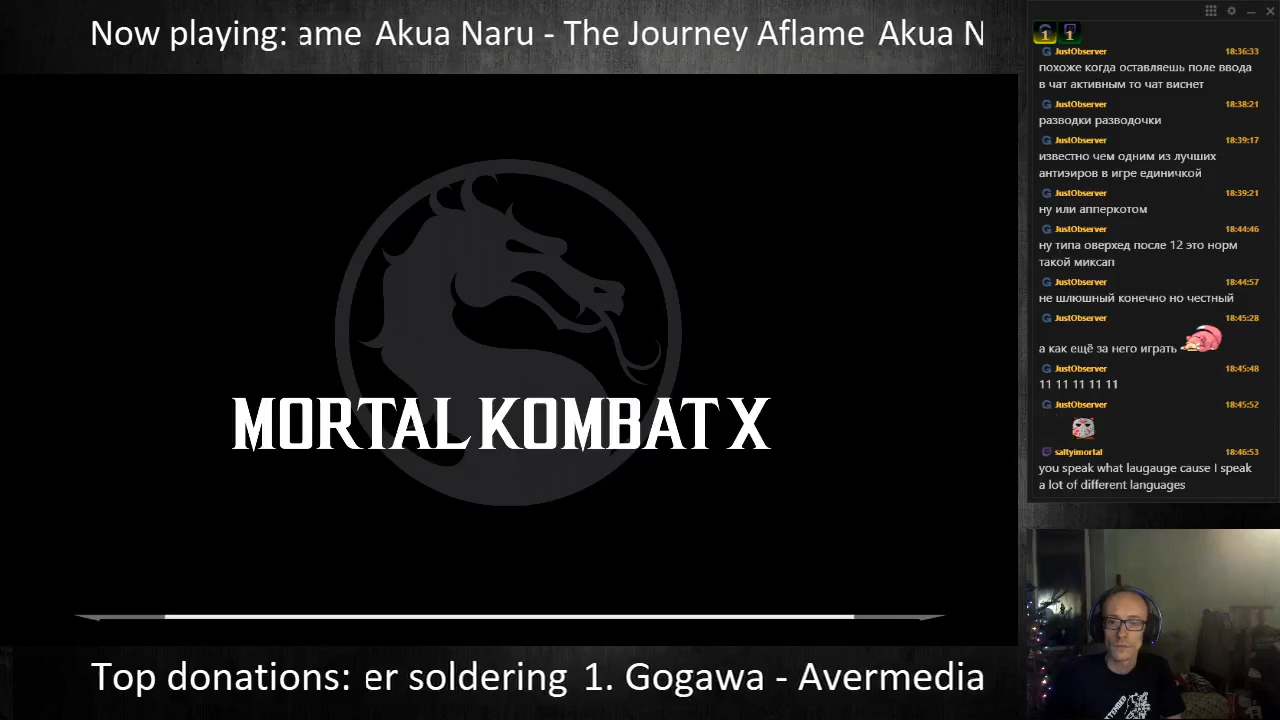 Now playing: ame Akua Naru - The Journey Aflame Akua N
MORTAL KOMBAT X
Top donations: er soldering 1. Gogawa - Avermedia
1 1
JustObserver 18:36:33
похоже когда оставляешь поле ввода
в чат активным то чат виснет
JustObserver 18:38:21
разводки разводочки
JustObserver 18:39:17
известно чем одним из лучших
антиэиров в игре единичкой
JustObserver 18:39:21
ну или апперкотом
JustObserver 18:44:46
ну типа оверхед после 12 это норм
такой миксап
JustObserver 18:44:57
не шлюшный конечно но честный
JustObserver 18:45:28
а как ещё за него играть
JustObserver 18:45:48
11 11 11 11 11
JustObserver 18:45:52
saltyimortal 18:46:53
you speak what laugauge cause I speak
a lot of different languages